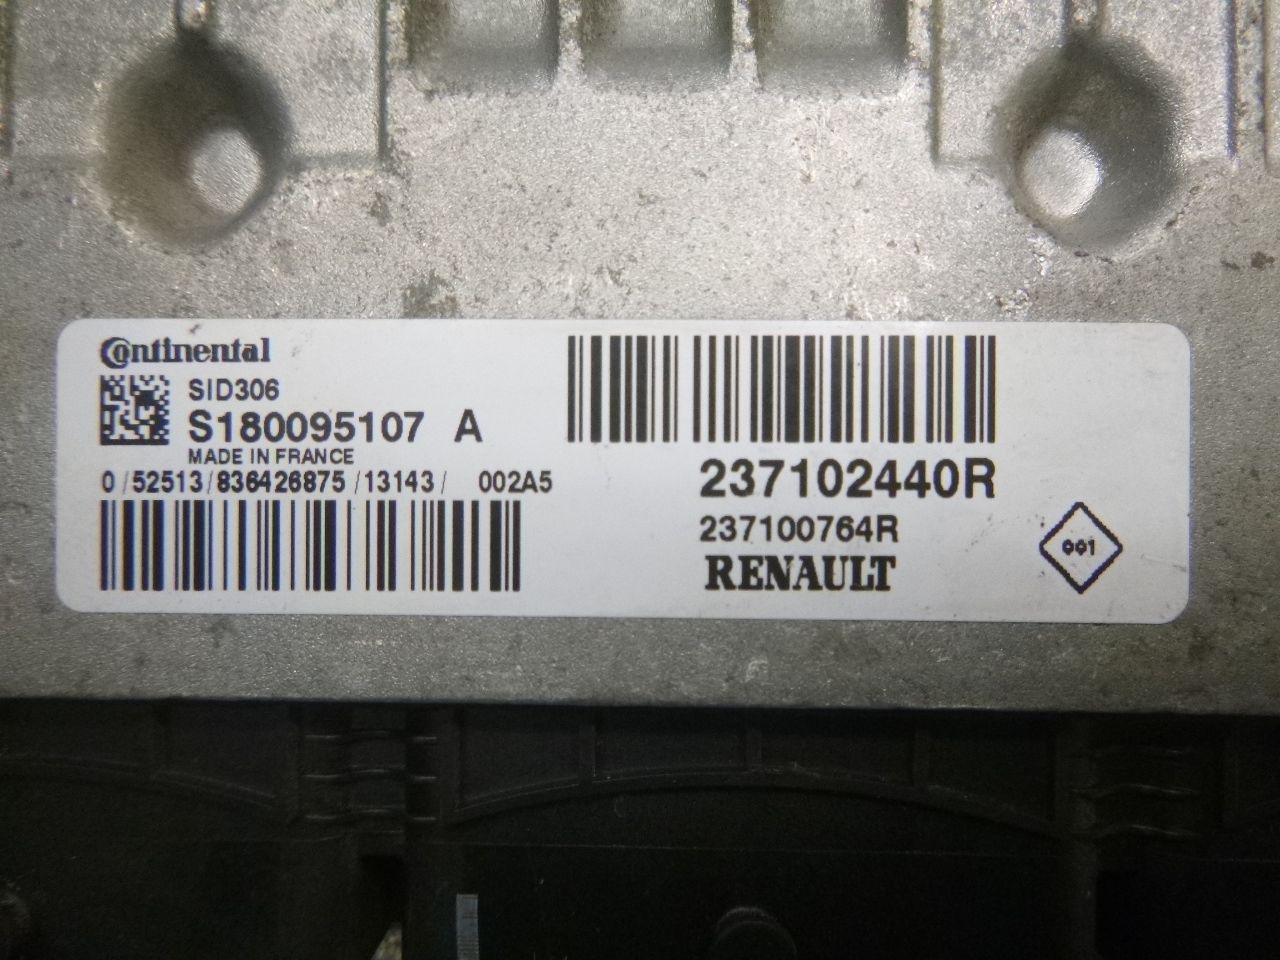 Continental
SID306
S180095107 A
MADE IN FRANCE
0/52513/836426875/13143/ 002A5
237102440R
237100764R
RENAULT
001